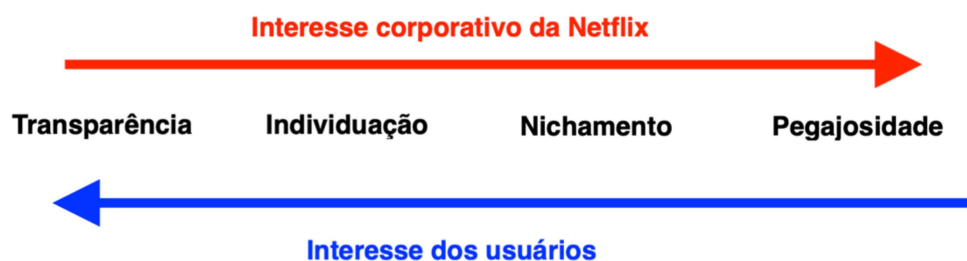 Interesse corporativo da Netflix
Transparência Individuação Nichamento Pegajosidade
Interesse dos usuários